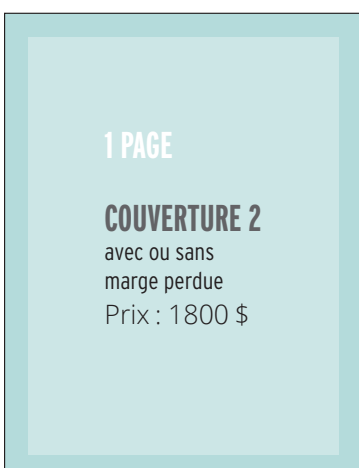 1 PAGE
COUVERTURE 2
avec ou sans
marge perdue
Prix : 1800 $